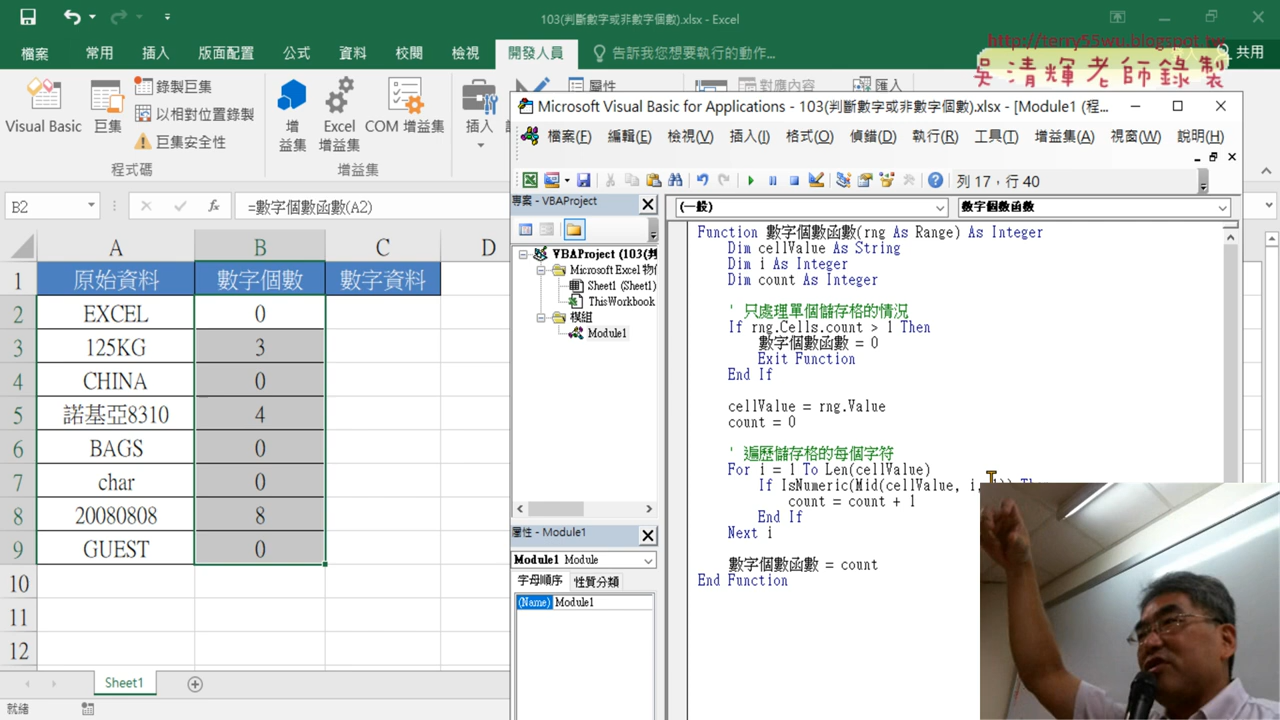 103(判斷數字或非數字個數).xlsx - Excel
http://terry55wu.blogspot.tw
吳清輝老師錄製
檔案 常用 插入 版面配置 公式 資料 校閱 檢視 開發人員 告訴我您想要執行的動作... 共用
Visual Basic
巨集
錄製巨集
以相對位置錄製
巨集安全性
程式碼
增益集
Excel 增益集
COM 增益集
增益集
插入
屬性
對應內容
匯入
B2
=數字個數函數(A2)
A B C D
1 原始資料 數字個數 數字資料
2 EXCEL 0
3 125KG 3
4 CHINA 0
5 諾基亞8310 4
6 BAGS 0
7 char 0
8 20080808 8
9 GUEST 0
10
11
12
Sheet1
就緒
Microsoft Visual Basic for Applications - 103(判斷數字或非數字個數).xlsx - [Module1 (程...
檔案(F) 編輯(E) 檢視(V) 插入(I) 格式(O) 偵錯(D) 執行(R) 工具(T) 增益集(A) 視窗(W) 說明(H)
列 17，行 40
專案 - VBAProject
VBAProject (103(判
Microsoft Excel 物件
Sheet1 (Sheet1)
ThisWorkbook
模組
Module1
屬性 - Module1
Module1 Module
字母順序 性質分類
(Name) Module1
(一般) 數字個數函數
Function 數字個數函數(rng As Range) As Integer
Dim cellValue As String
Dim i As Integer
Dim count As Integer
' 只處理單個儲存格的情況
If rng.Cells.count > 1 Then
數字個數函數 = 0
Exit Function
End If
cellValue = rng.Value
count = 0
' 遍歷儲存格的每個字符
For i = 1 To Len(cellValue)
If IsNumeric(Mid(cellValue, i, 1)) Then
count = count + 1
End If
Next i
數字個數函數 = count
End Function